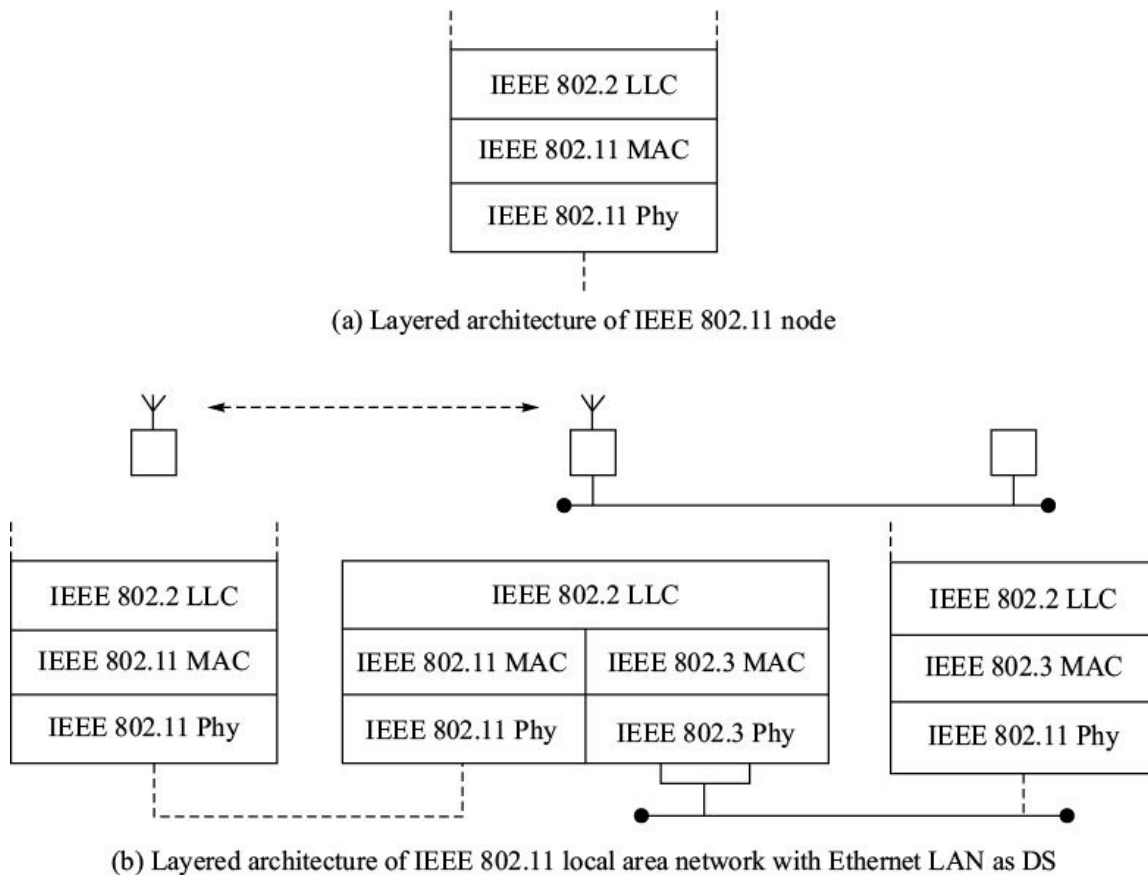 IEEE 802.2 LLC
IEEE 802.11 MAC
IEEE 802.11 Phy
(a) Layered architecture of IEEE 802.11 node
IEEE 802.2 LLC
IEEE 802.11 MAC
IEEE 802.11 Phy
IEEE 802.2 LLC
IEEE 802.11 MAC
IEEE 802.3 MAC
IEEE 802.11 Phy
IEEE 802.3 Phy
IEEE 802.2 LLC
IEEE 802.3 MAC
IEEE 802.11 Phy
(b) Layered architecture of IEEE 802.11 local area network with Ethernet LAN as DS